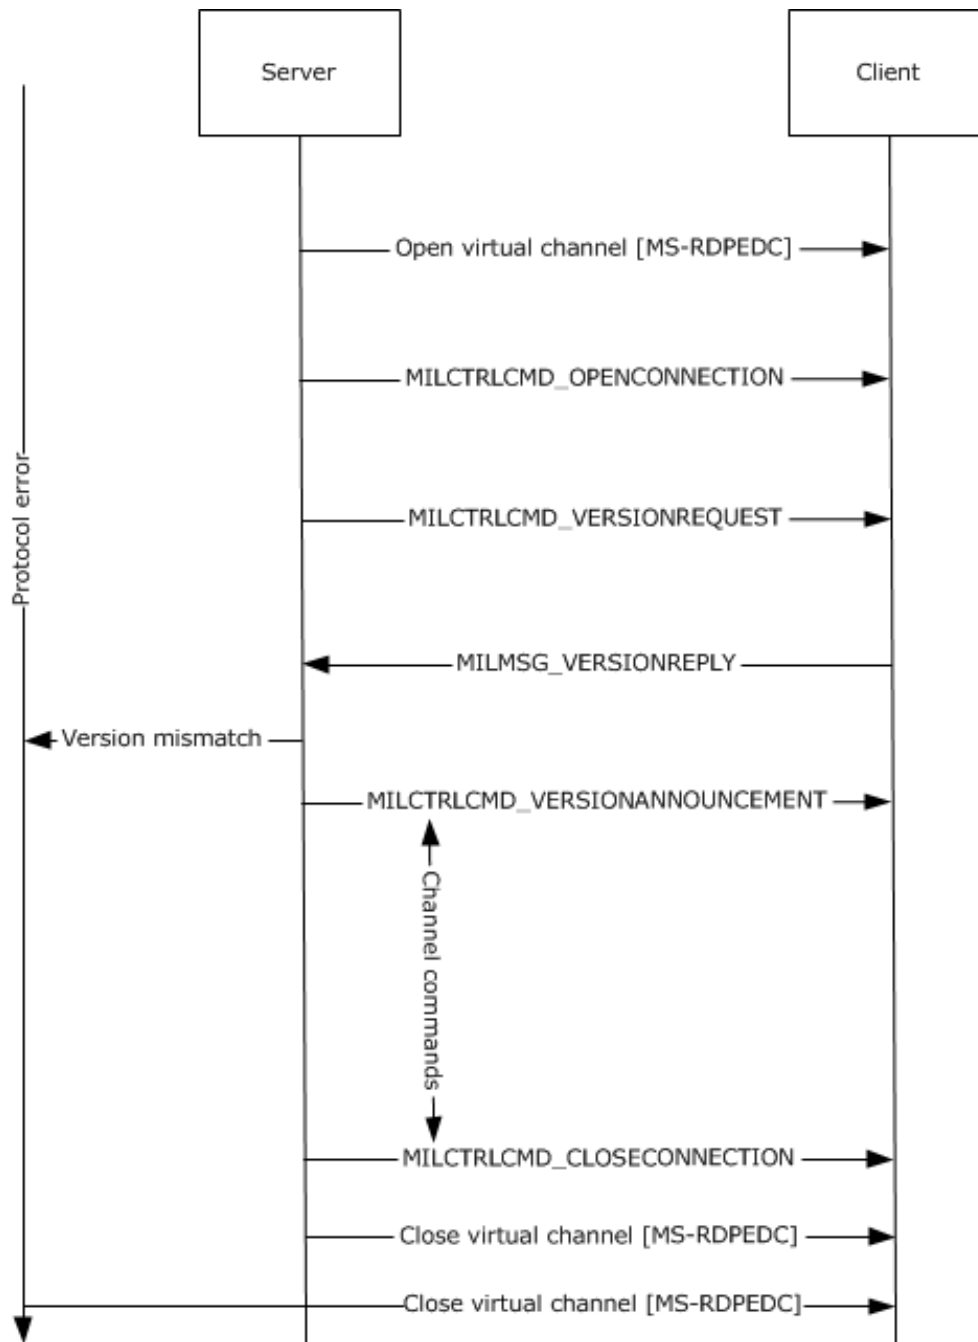 Server
Client
Open virtual channel [MS-RDPEDC]
MILCTRLCMD_OPENCONNECTION
Protocol error
MILCTRLCMD_VERSIONREQUEST
MILMSG_VERSIONREPLY
Version mismatch
MILCTRLCMD_VERSIONANNOUNCEMENT
Channel commands
MILCTRLCMD_CLOSECONNECTION
Close virtual channel [MS-RDPEDC]
Close virtual channel [MS-RDPEDC]